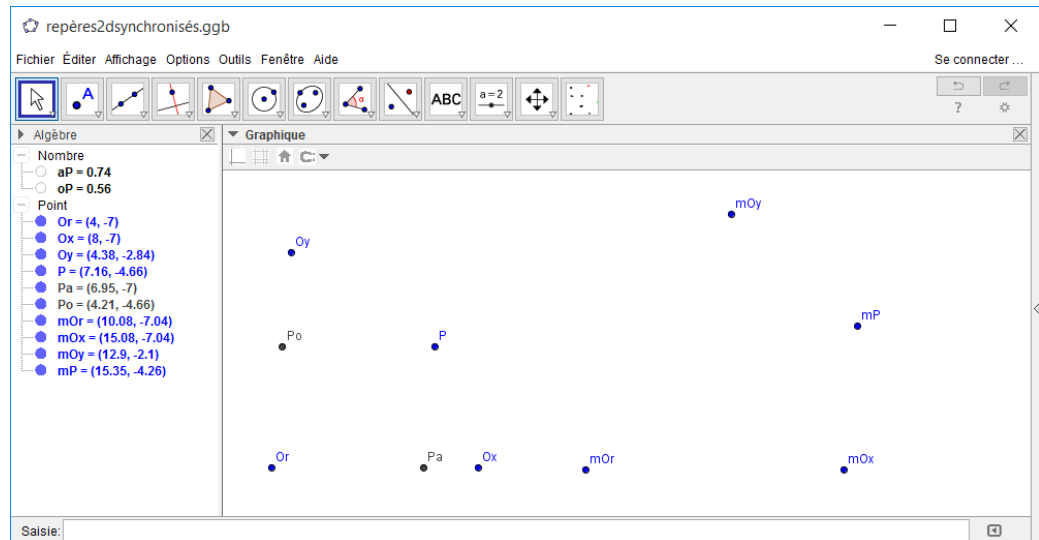 repères2dsynchronisés.ggb
Fichier Éditer Affichage Options Outils Fenêtre Aide
Se connecter ...
A
α
ABC
a=2
?
Algèbre
Graphique
Nombre
aP = 0.74
oP = 0.56
Point
Or = (4, -7)
Ox = (8, -7)
Oy = (4.38, -2.84)
P = (7.16, -4.66)
Pa = (6.95, -7)
Po = (4.21, -4.66)
mOr = (10.08, -7.04)
mOx = (15.08, -7.04)
mOy = (12.9, -2.1)
mP = (15.35, -4.26)
mOy
Oy
mP
Po
P
Or
Pa
Ox
mOr
mOx
Saisie: